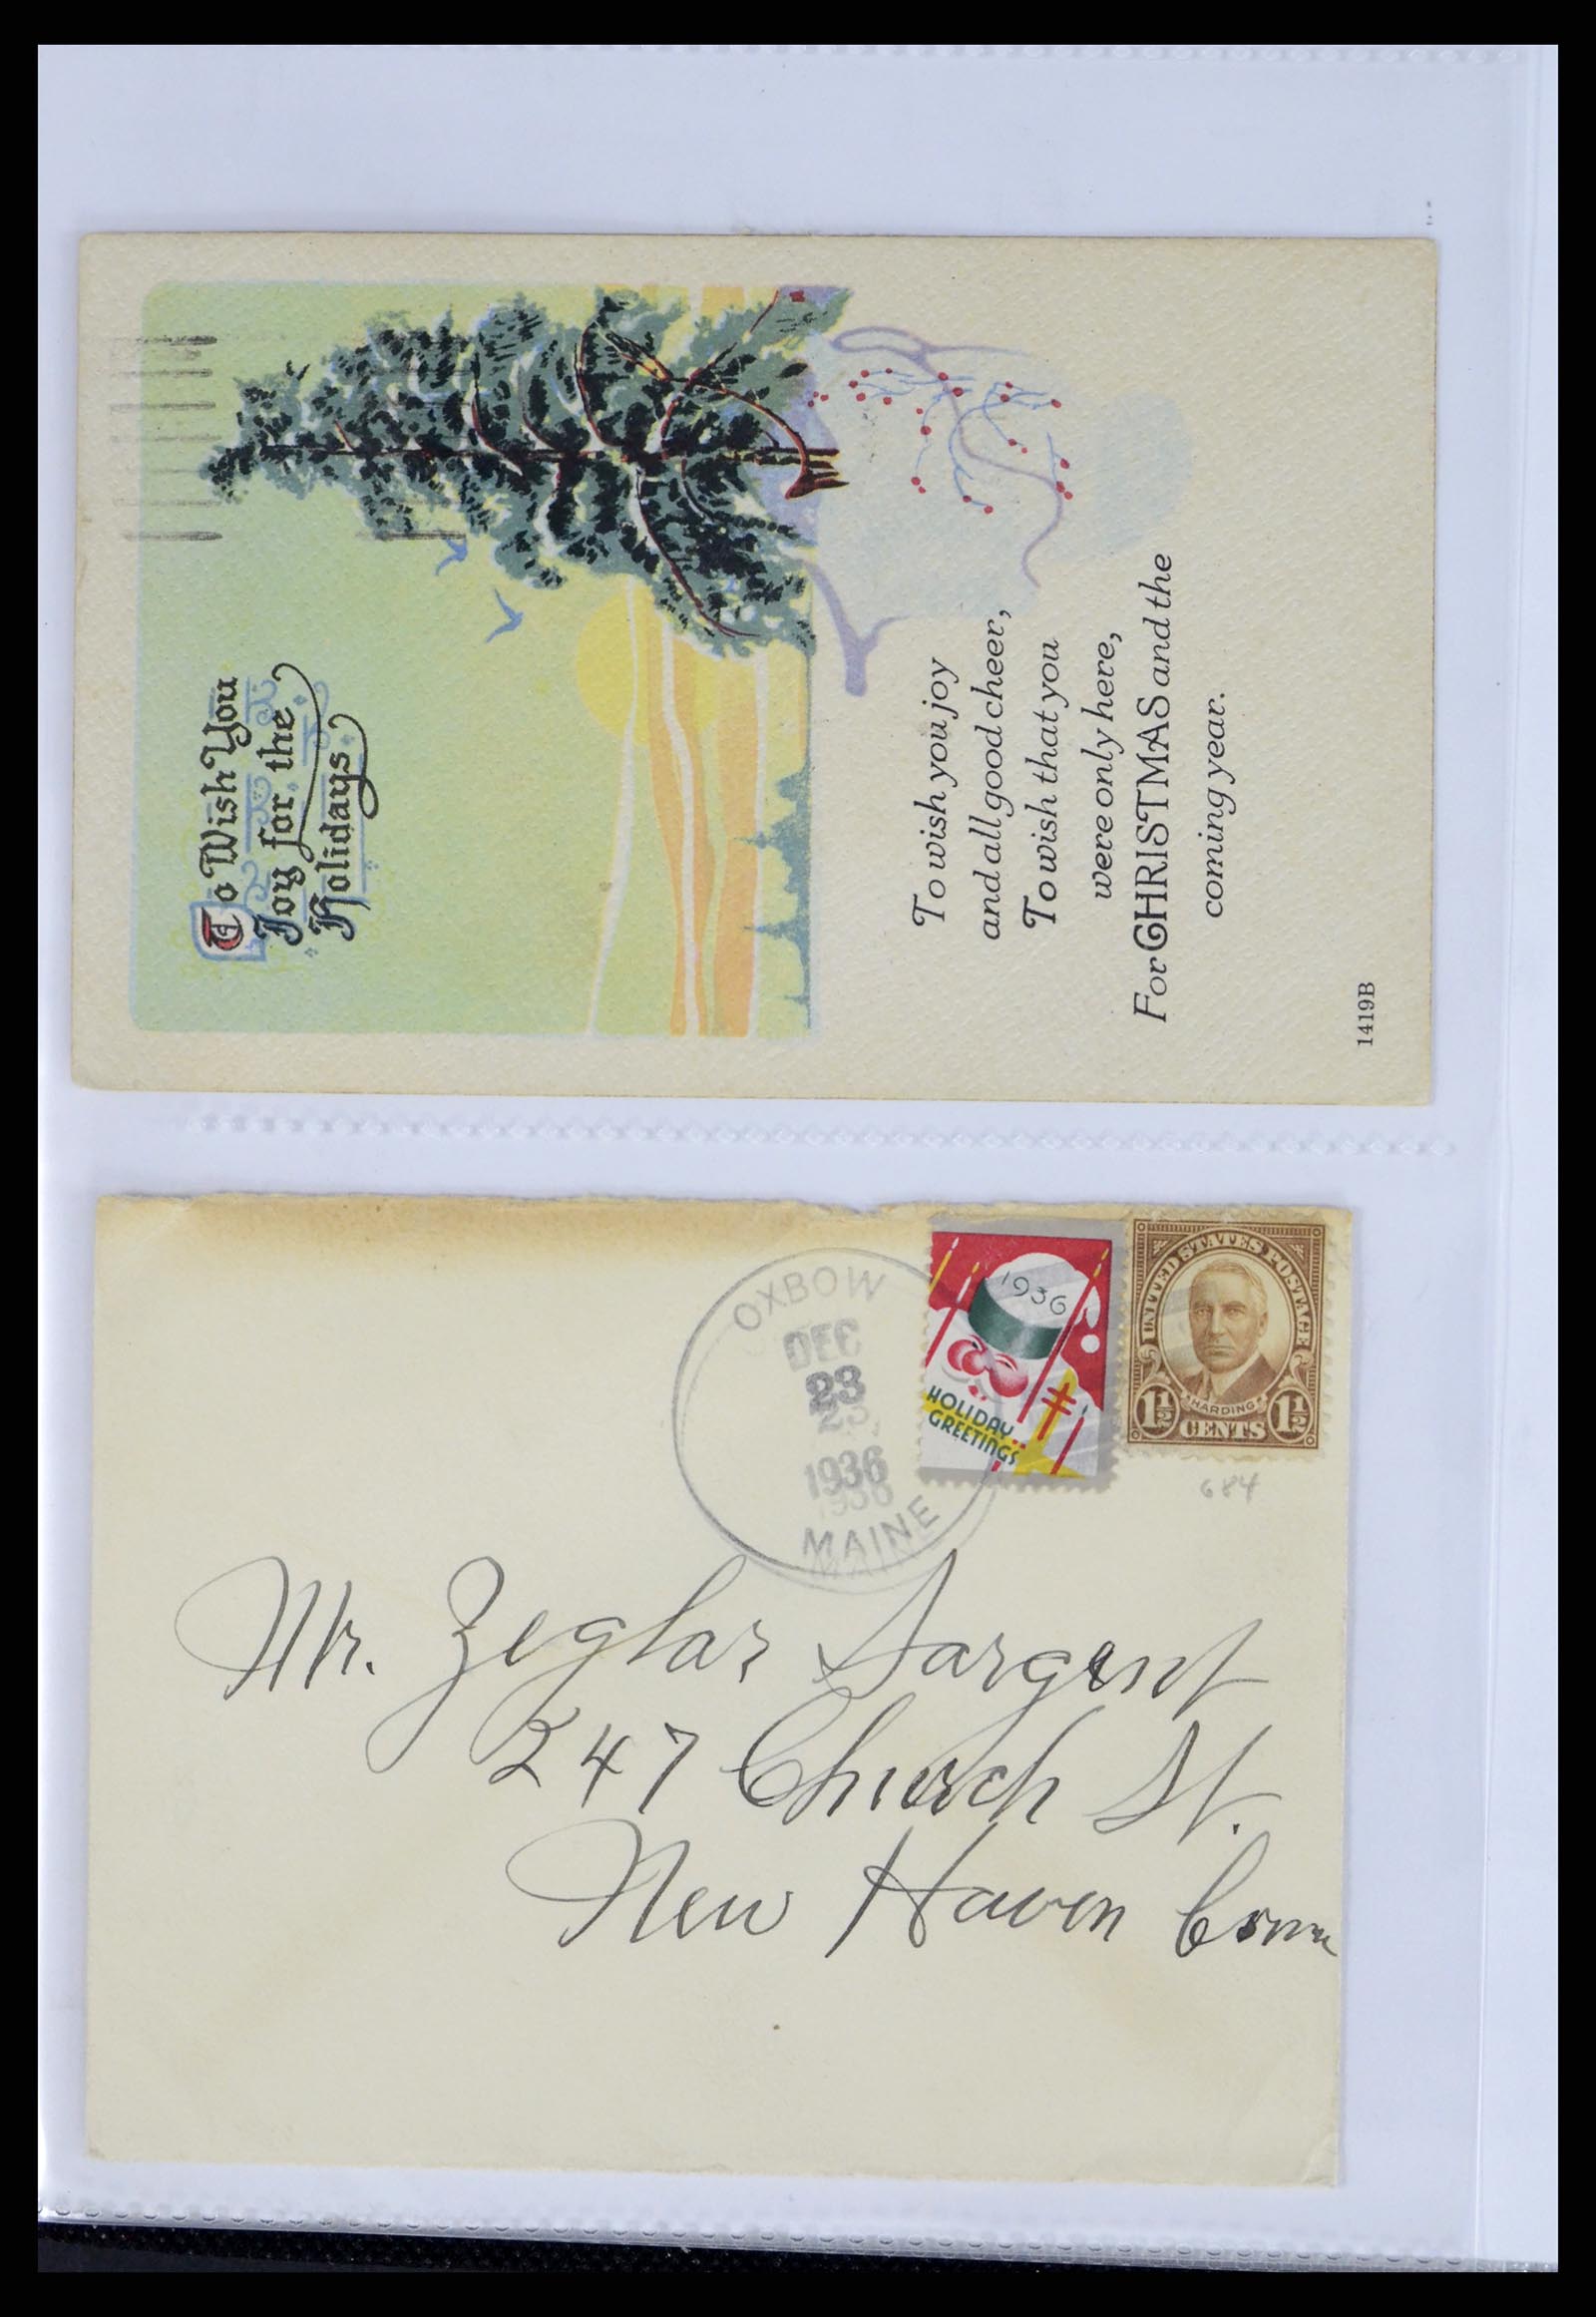 To Wish You
Joy for the
Holidays
To wish you joy
and all good cheer,
To wish that you
were only here,
For CHRISTMAS and the
coming year.
1419B
OXBOW
DEC
23
1936
MAINE
1936
HOLIDAY
GREETINGS
UNITED STATES POSTAGE
HARDING
1½ CENTS 1½
684
Mr. Zeglar Sargent
247 Church St.
New Haven Conn